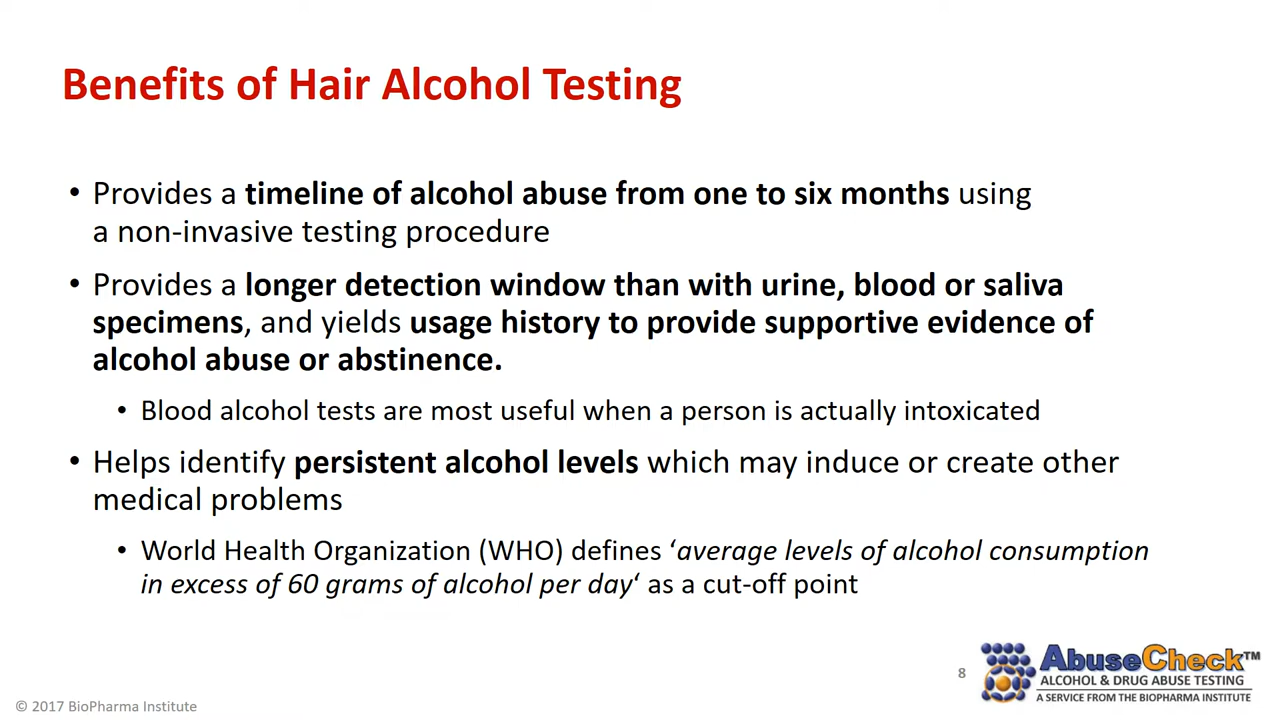 Benefits of Hair Alcohol Testing
• Provides a timeline of alcohol abuse from one to six months using
a non-invasive testing procedure
• Provides a longer detection window than with urine, blood or saliva
specimens, and yields usage history to provide supportive evidence of
alcohol abuse or abstinence.
• Blood alcohol tests are most useful when a person is actually intoxicated
• Helps identify persistent alcohol levels which may induce or create other
medical problems
• World Health Organization (WHO) defines ‘average levels of alcohol consumption
in excess of 60 grams of alcohol per day‘ as a cut-off point
8
AbuseCheck™
ALCOHOL & DRUG ABUSE TESTING
A SERVICE FROM THE BIOPHARMA INSTITUTE
© 2017 BioPharma Institute